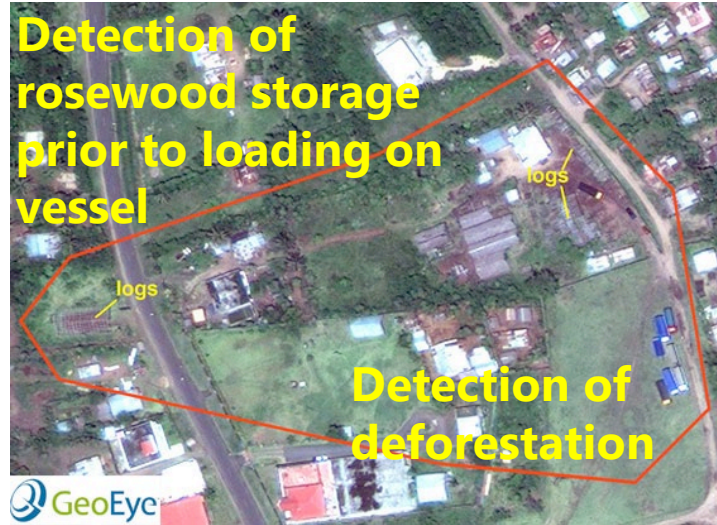 Detection of
rosewood storage
prior to loading on
vessel
logs
logs
Detection of
deforestation
GeoEye